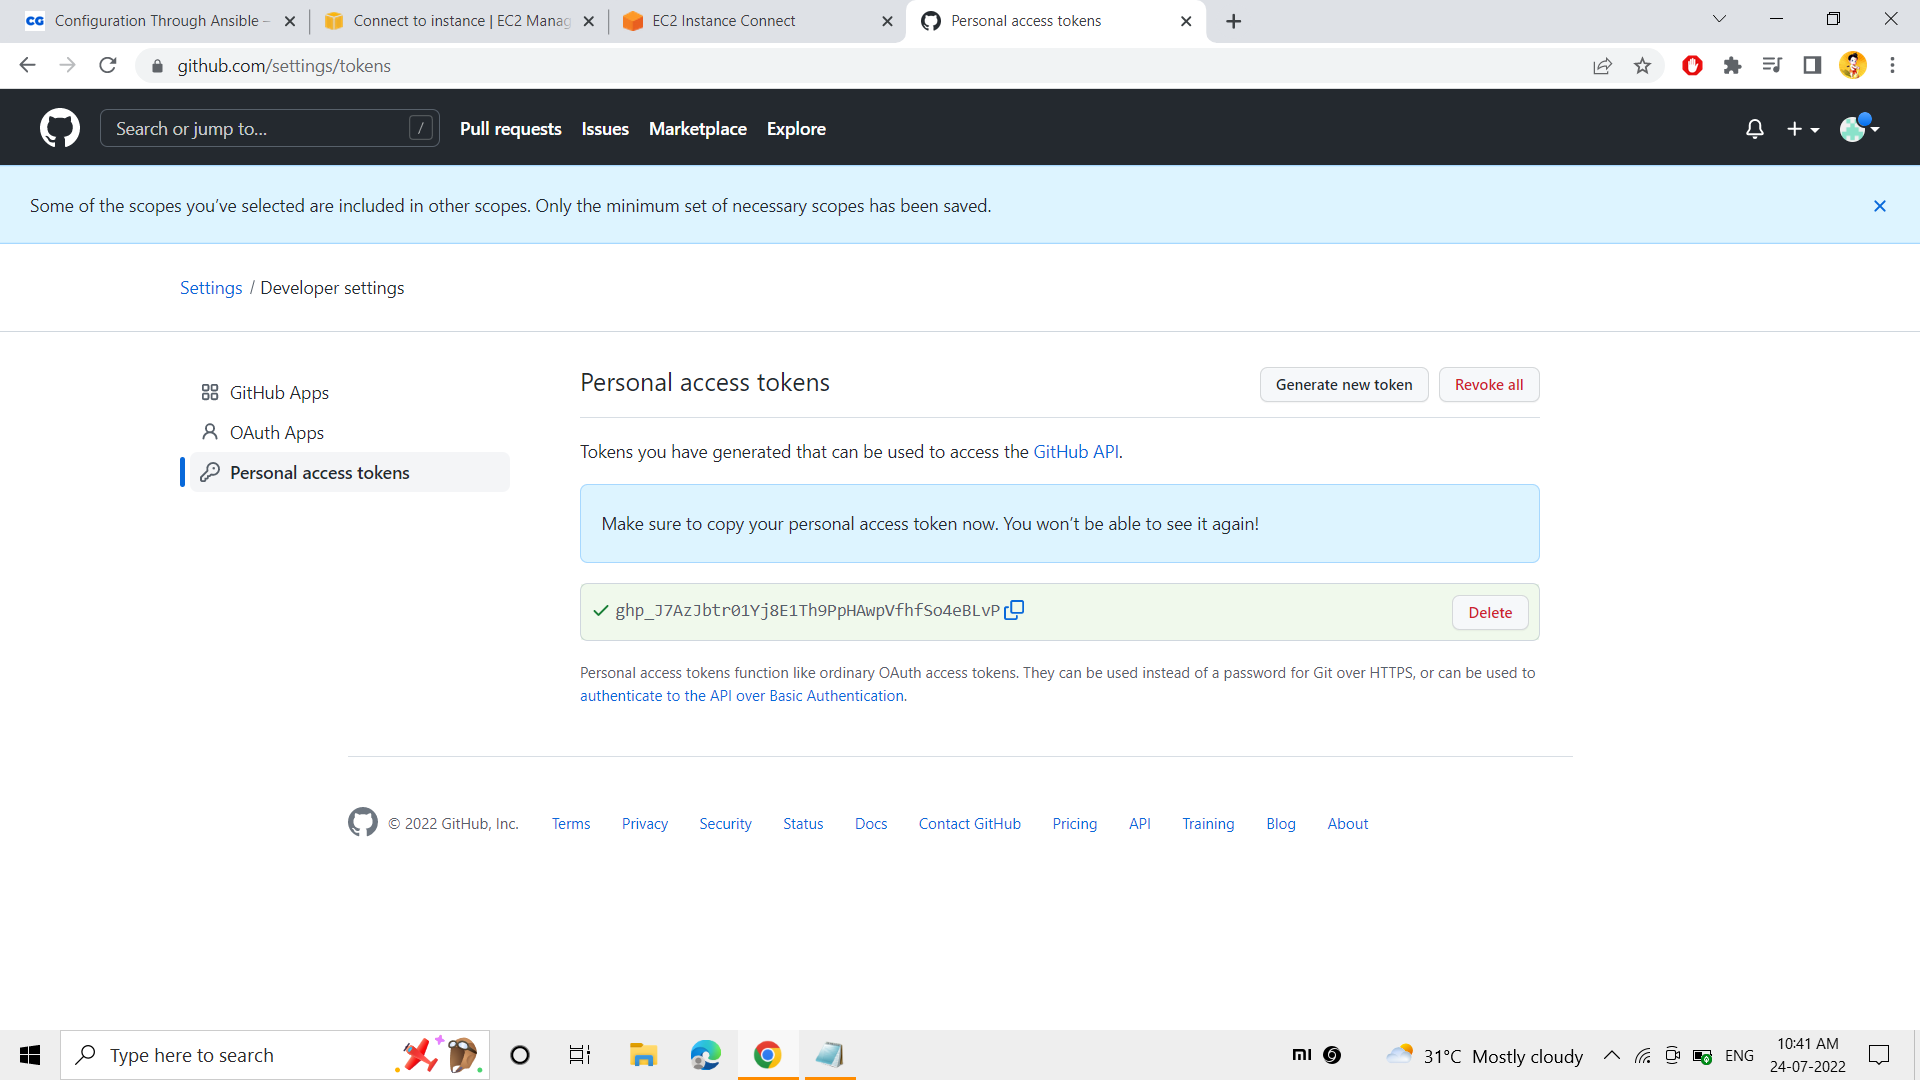 CG Configuration Through Ansible –
Connect to instance | EC2 Manag
EC2 Instance Connect
Personal access tokens
github.com/settings/tokens
Search or jump to...
/
Pull requests
Issues
Marketplace
Explore
Some of the scopes you’ve selected are included in other scopes. Only the minimum set of necessary scopes has been saved.
Settings / Developer settings
GitHub Apps
OAuth Apps
Personal access tokens
Personal access tokens
Generate new token
Revoke all
Tokens you have generated that can be used to access the GitHub API.
Make sure to copy your personal access token now. You won’t be able to see it again!
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
Delete
Personal access tokens function like ordinary OAuth access tokens. They can be used instead of a password for Git over HTTPS, or can be used to
authenticate to the API over Basic Authentication.
© 2022 GitHub, Inc.
Terms
Privacy
Security
Status
Docs
Contact GitHub
Pricing
API
Training
Blog
About
Type here to search
31°C Mostly cloudy
ENG
10:41 AM
24-07-2022